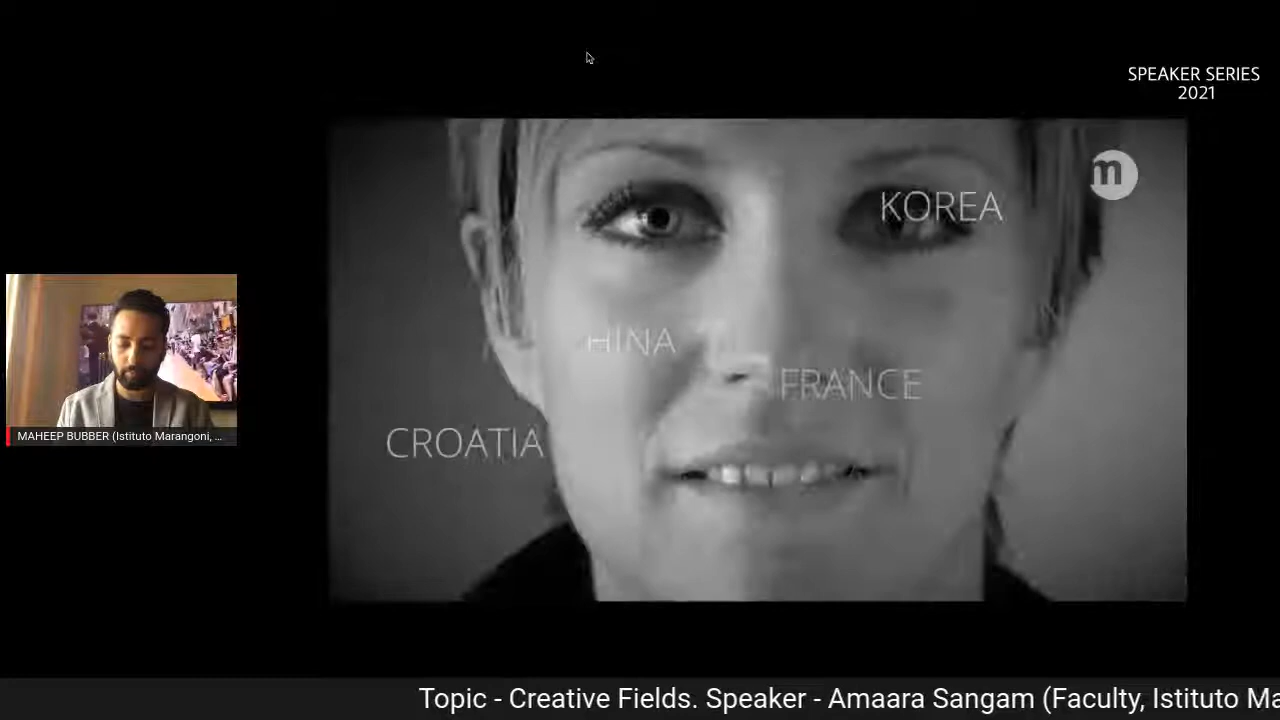 SPEAKER SERIES
2021
m
KOREA
HINA
FRANCE
CROATIA
MAHEEP BUBBER (Istituto Marangoni, ...
Topic - Creative Fields. Speaker - Amaara Sangam (Faculty, Istituto Ma